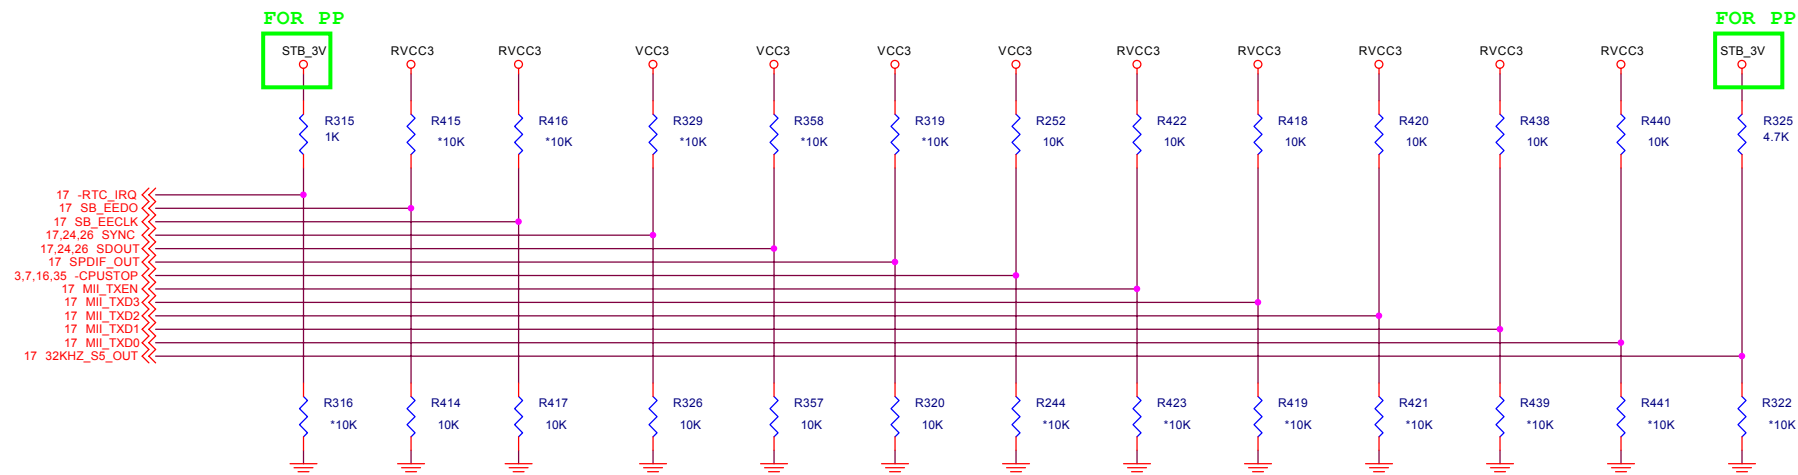 FOR PP FOR PP
STB_3V RVCC3 RVCC3 VCC3 VCC3 VCC3 VCC3 RVCC3 RVCC3 RVCC3 RVCC3 RVCC3 STB_3V
R315 R415 R416 R329 R358 R319 R252 R422 R418 R420 R438 R440 R325
1K *10K *10K *10K *10K *10K 10K 10K 10K 10K 10K 10K 4.7K
17 -RTC_IRQ
17 SB_EEDO
17 SB_EECLK
17,24,26 SYNC
17,24,26 SDOUT
17 SPDIF_OUT
3,7,16,35 -CPUSTOP
17 MII_TXEN
17 MII_TXD3
17 MII_TXD2
17 MII_TXD1
17 MII_TXD0
17 32KHZ_S5_OUT
R316 R414 R417 R326 R357 R320 R244 R423 R419 R421 R439 R441 R322
*10K 10K 10K 10K 10K 10K *10K *10K *10K *10K *10K *10K *10K